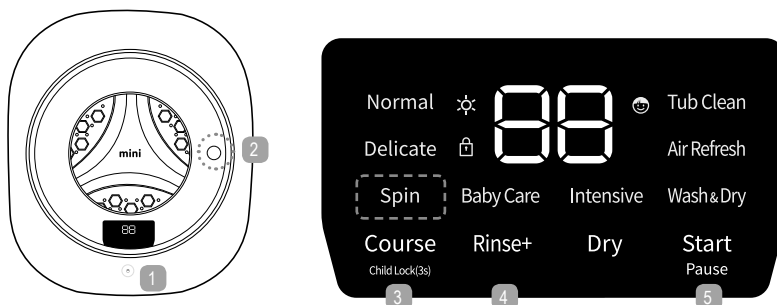 mini
2
88
1
Normal 88 Tub Clean
Delicate Air Refresh
Spin Baby Care Intensive Wash & Dry
Course Rinse+ Dry Start
Child Lock(3s) Pause
3 4 5